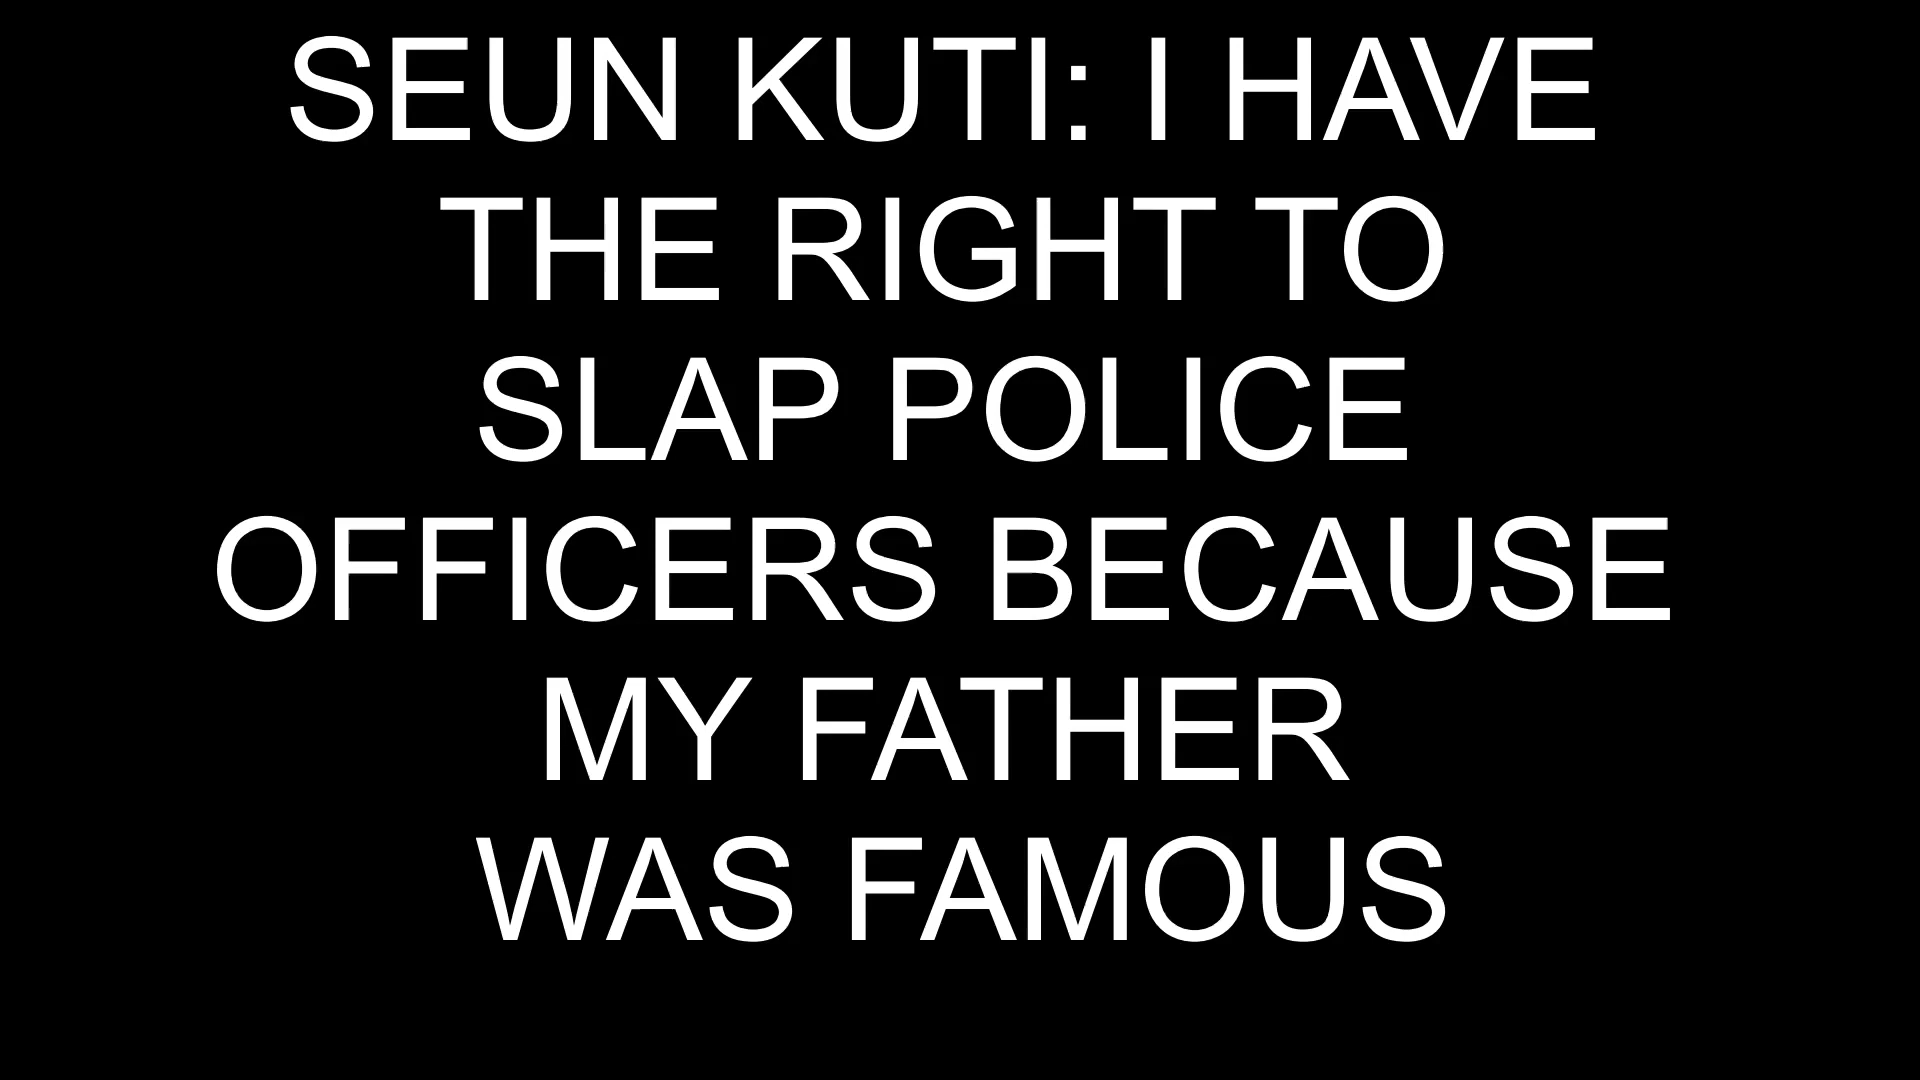 SEUN KUTI: I HAVE
THE RIGHT TO
SLAP POLICE
OFFICERS BECAUSE
MY FATHER
WAS FAMOUS